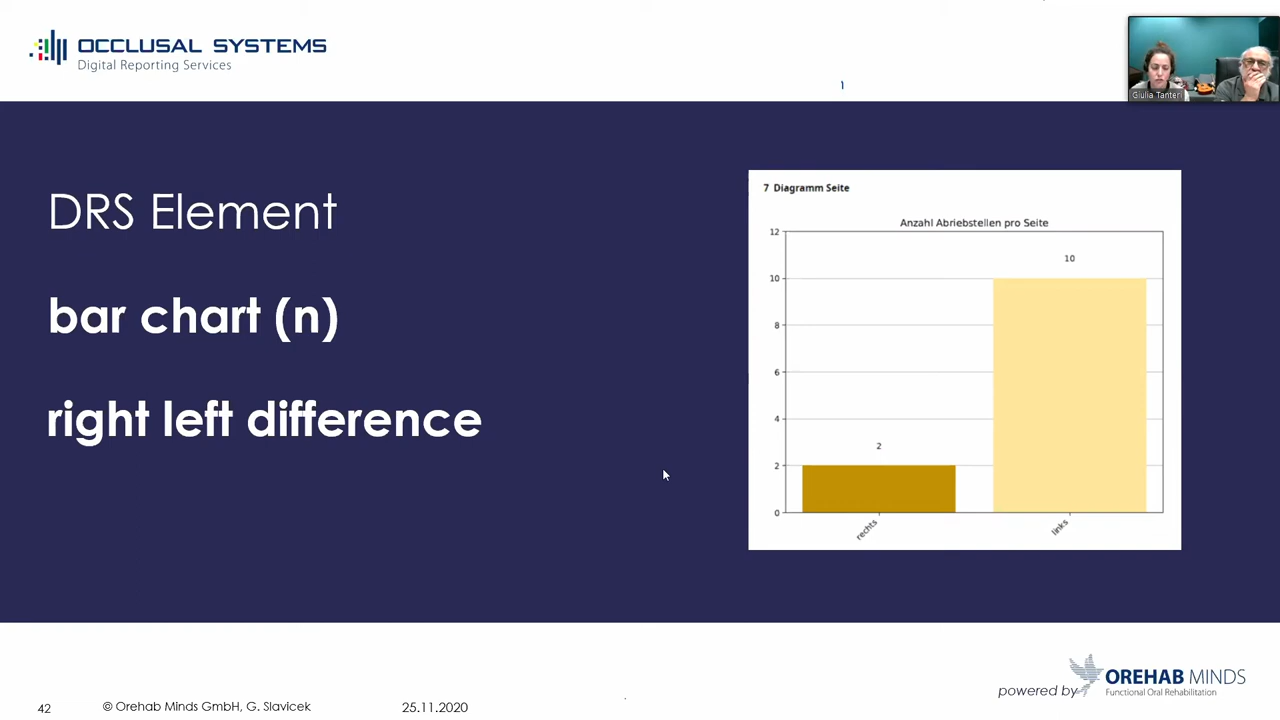 OCCLUSAL SYSTEMS
Digital Reporting Services
Giulia Tanteri
DRS Element
bar chart (n)
right left difference
7 Diagramm Seite
Anzahl Abriebstellen pro Seite
12
10
8
6
4
2
0
2
10
rechts
links
42
© Orehab Minds GmbH, G. Slavicek
25.11.2020
powered by
OREHAB MINDS
Functional Oral Rehabilitation